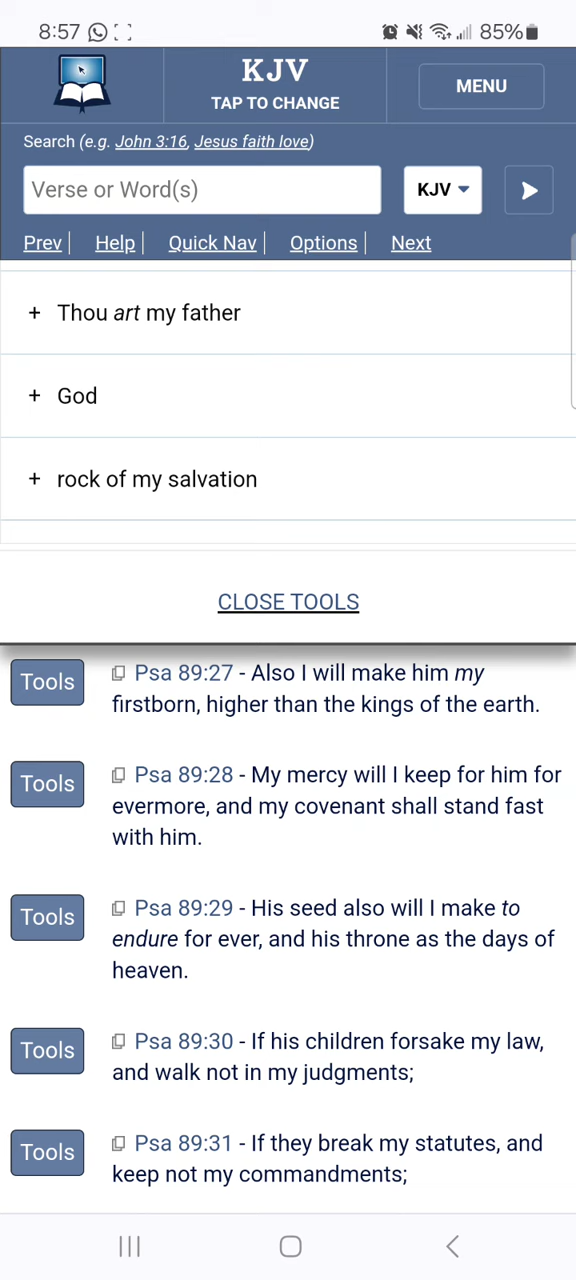 8:57 85%
KJV
TAP TO CHANGE
MENU
Search (e.g. John 3:16, Jesus faith love)
Verse or Word(s)
KJV
Prev | Help | Quick Nav | Options | Next
+ Thou art my father
+ God
+ rock of my salvation
CLOSE TOOLS
Tools Psa 89:27 - Also I will make him my
firstborn, higher than the kings of the earth.
Tools Psa 89:28 - My mercy will I keep for him for
evermore, and my covenant shall stand fast
with him.
Tools Psa 89:29 - His seed also will I make to
endure for ever, and his throne as the days of
heaven.
Tools Psa 89:30 - If his children forsake my law,
and walk not in my judgments;
Tools Psa 89:31 - If they break my statutes, and
keep not my commandments;